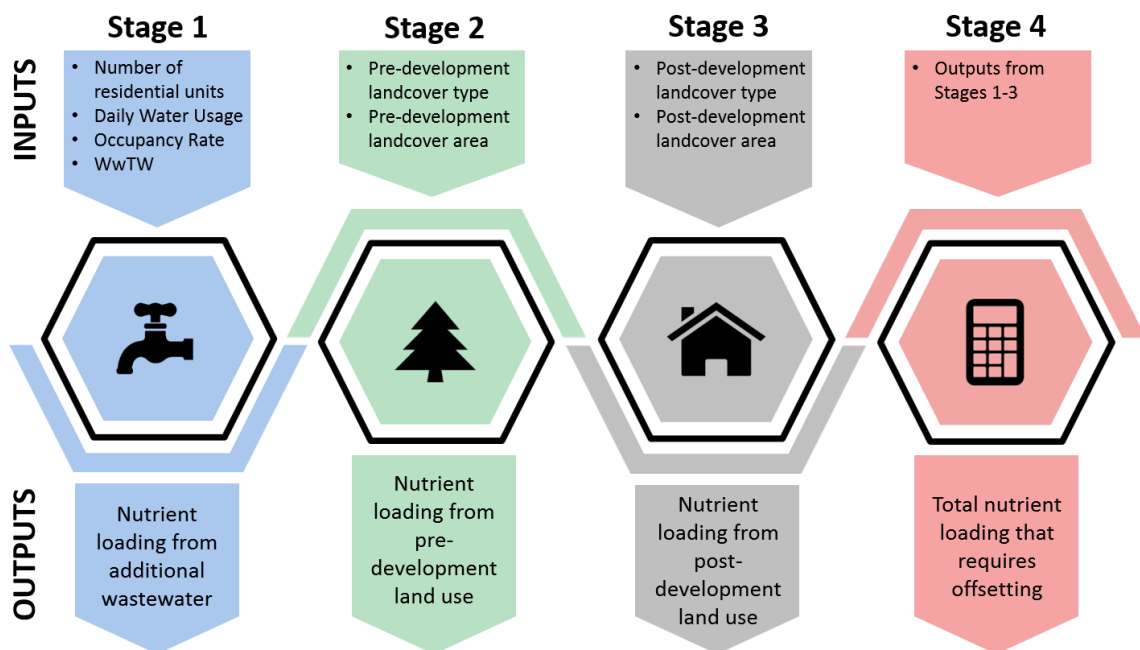 Stage 1
Stage 2
Stage 3
Stage 4
INPUTS
• Number of
residential units
• Daily Water Usage
• Occupancy Rate
• WwTW
• Pre-development
landcover type
• Pre-development
landcover area
• Post-development
landcover type
• Post-development
landcover area
• Outputs from
Stages 1-3
OUTPUTS
Nutrient
loading from
additional
wastewater
Nutrient
loading from
pre-
development
land use
Nutrient
loading from
post-
development
land use
Total nutrient
loading that
requires
offsetting